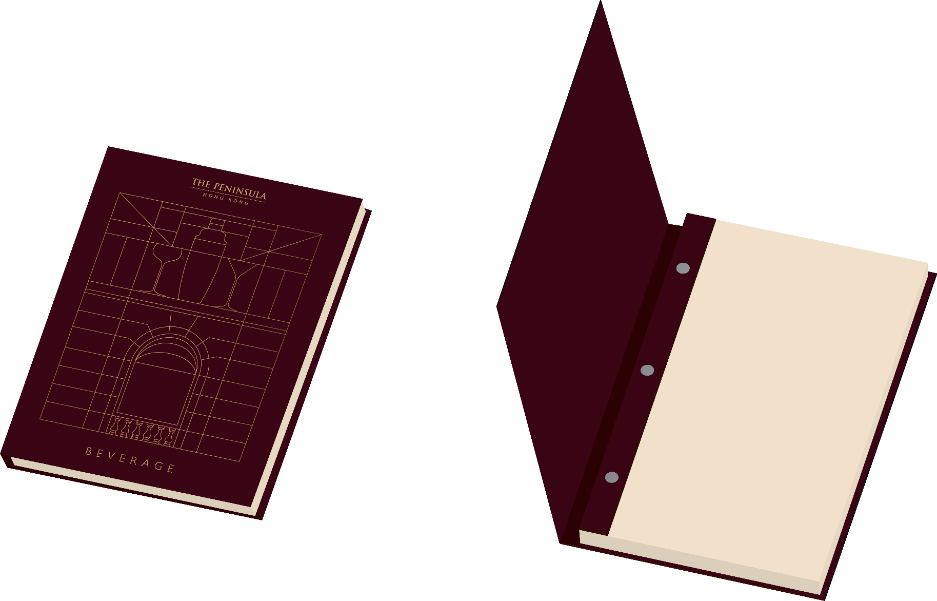 THE PENINSULA
HONG KONG
BEVERAGE